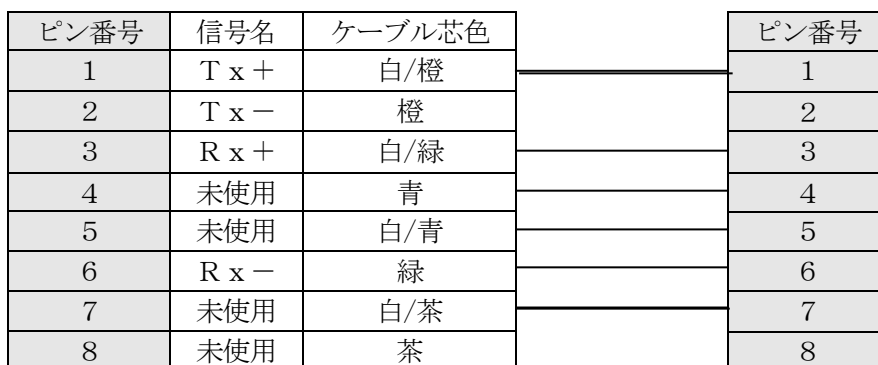 ピン番号 信号名 ケーブル芯色 ピン番号
1 Tx+ 白/橙 1
2 Tx- 橙 2
3 Rx+ 白/緑 3
4 未使用 青 4
5 未使用 白/青 5
6 Rx- 緑 6
7 未使用 白/茶 7
8 未使用 茶 8